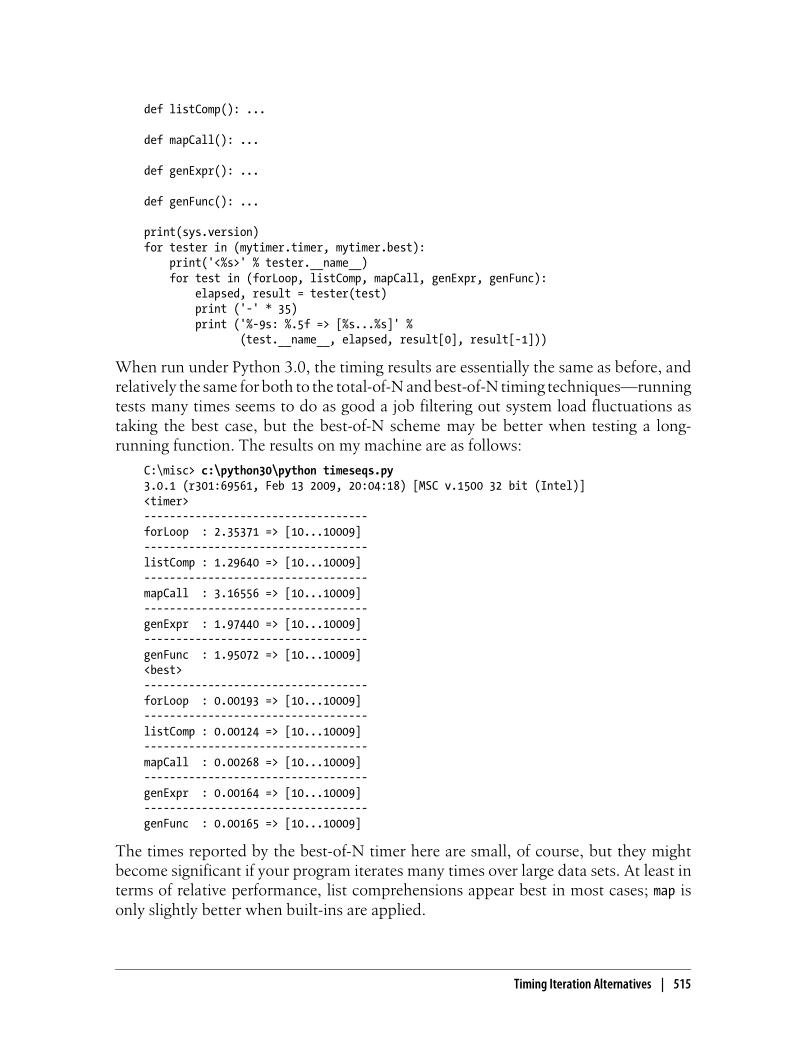 def listComp(): ...
def mapCall(): ...
def genExpr(): ...
def genFunc(): ...
print(sys.version)
for tester in (mytimer.timer, mytimer.best):
    print('<%s>' % tester.__name__)
    for test in (forLoop, listComp, mapCall, genExpr, genFunc):
        elapsed, result = tester(test)
        print ('-' * 35)
        print ('%-9s: %.5f => [%s...%s]' %
               (test.__name__, elapsed, result[0], result[-1]))
When run under Python 3.0, the timing results are essentially the same as before, and
relatively the same for both to the total-of-N and best-of-N timing techniques—running
tests many times seems to do as good a job filtering out system load fluctuations as
taking the best case, but the best-of-N scheme may be better when testing a long-
running function. The results on my machine are as follows:
C:\misc> c:\python30\python timeseqs.py
3.0.1 (r301:69561, Feb 13 2009, 20:04:18) [MSC v.1500 32 bit (Intel)]
<timer>
-----------------------------------
forLoop  : 2.35371 => [10...10009]
-----------------------------------
listComp : 1.29640 => [10...10009]
-----------------------------------
mapCall  : 3.16556 => [10...10009]
-----------------------------------
genExpr  : 1.97440 => [10...10009]
-----------------------------------
genFunc  : 1.95072 => [10...10009]
<best>
-----------------------------------
forLoop  : 0.00193 => [10...10009]
-----------------------------------
listComp : 0.00124 => [10...10009]
-----------------------------------
mapCall  : 0.00268 => [10...10009]
-----------------------------------
genExpr  : 0.00164 => [10...10009]
-----------------------------------
genFunc  : 0.00165 => [10...10009]
The times reported by the best-of-N timer here are small, of course, but they might
become significant if your program iterates many times over large data sets. At least in
terms of relative performance, list comprehensions appear best in most cases; map is
only slightly better when built-ins are applied.
Timing Iteration Alternatives | 515